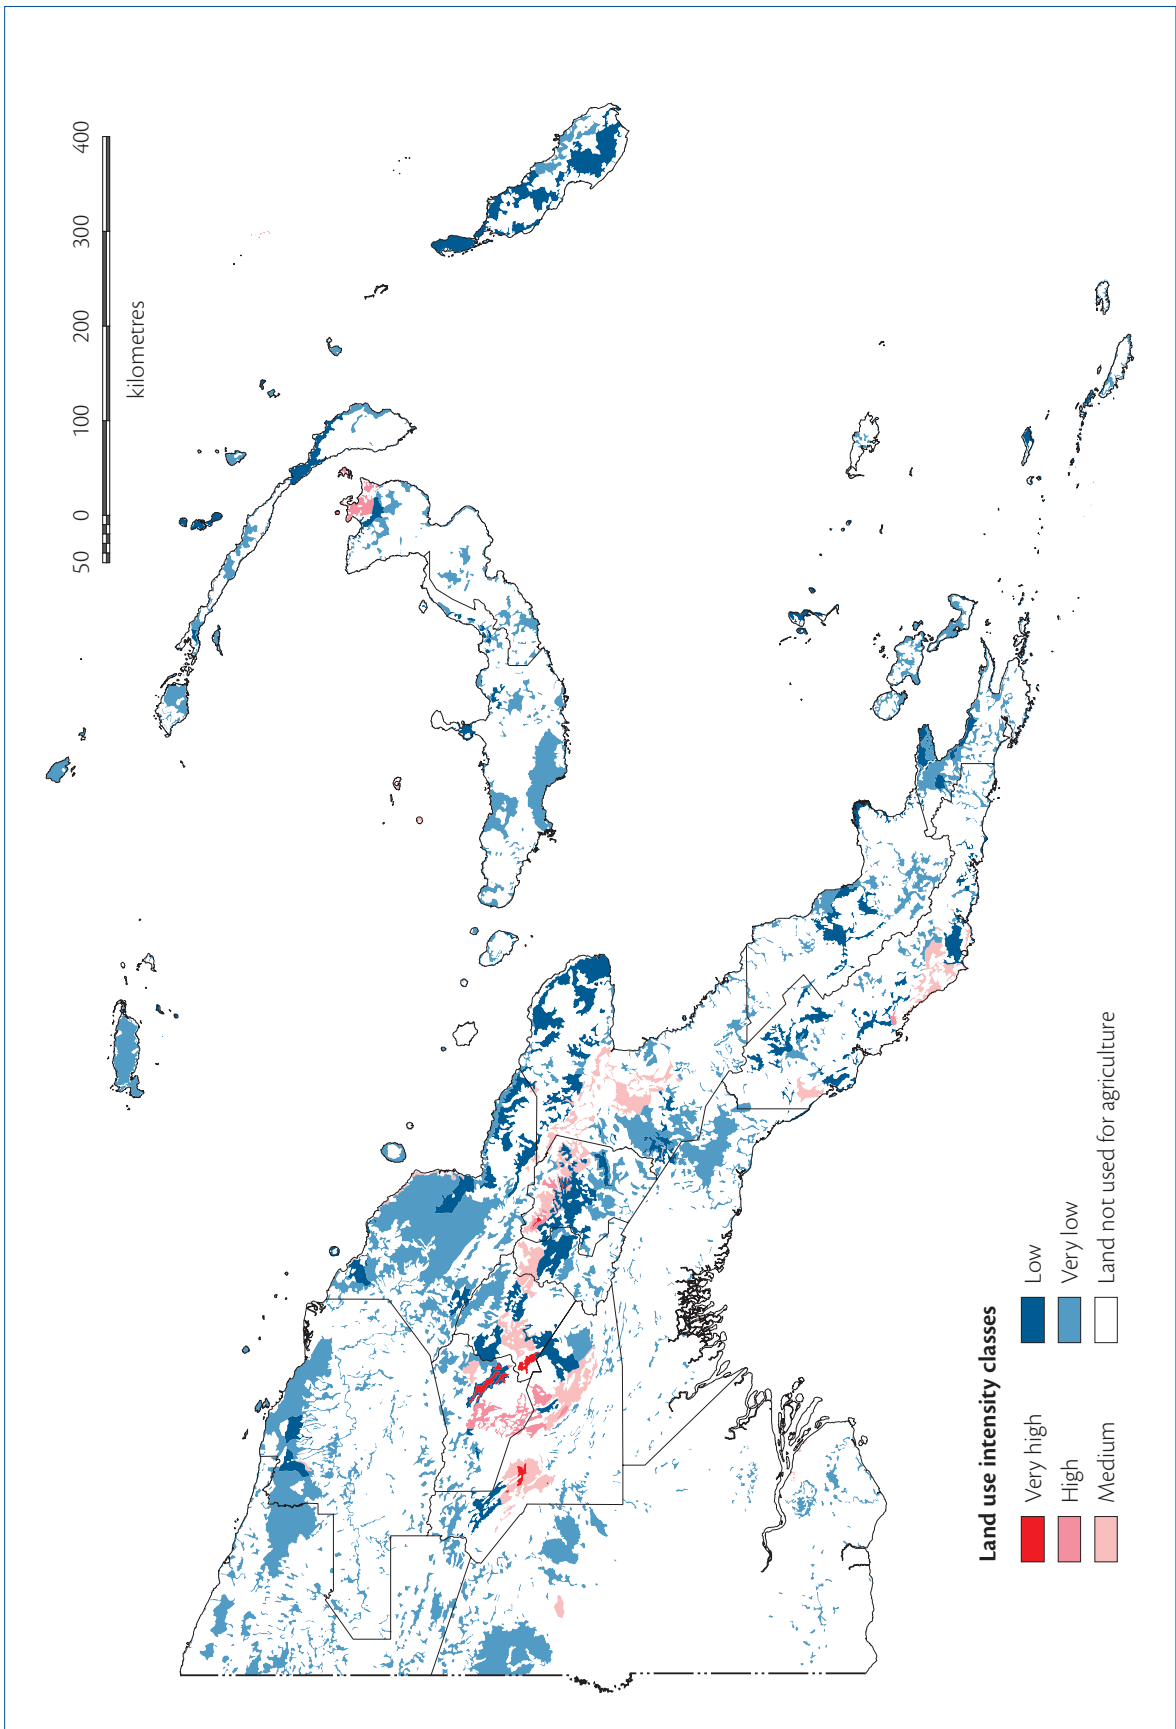 50 0 100 200 300 400
kilometres
Land use intensity classes
Very high
High
Medium
Low
Very low
Land not used for agriculture